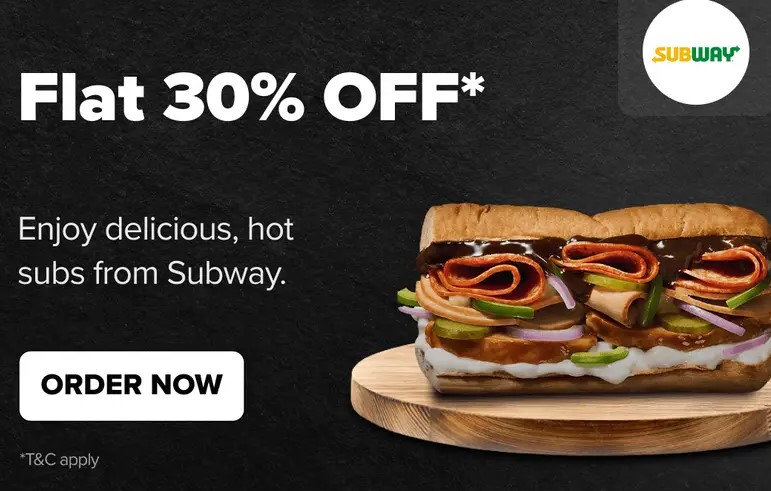 SUBWAY
Flat 30% OFF*
Enjoy delicious, hot
subs from Subway.
ORDER NOW
*T&C apply